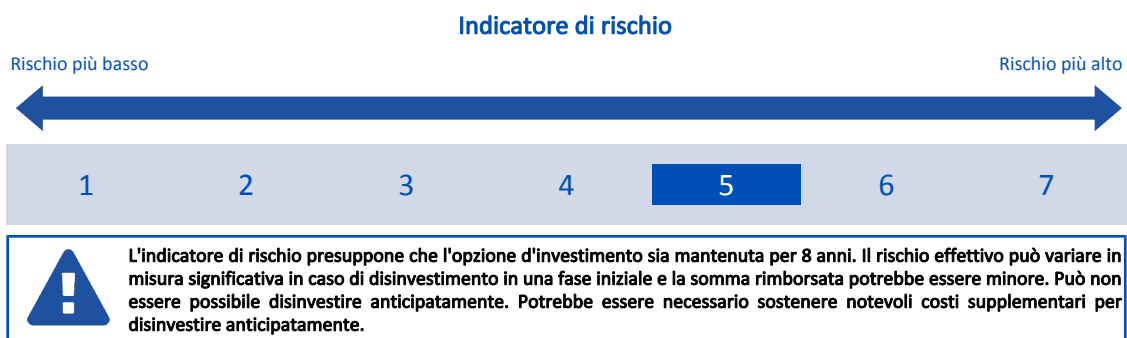 Indicatore di rischio
Rischio più basso Rischio più alto
1 2 3 4 5 6 7
L'indicatore di rischio presuppone che l'opzione d'investimento sia mantenuta per 8 anni. Il rischio effettivo può variare in
misura significativa in caso di disinvestimento in una fase iniziale e la somma rimborsata potrebbe essere minore. Può non
essere possibile disinvestire anticipatamente. Potrebbe essere necessario sostenere notevoli costi supplementari per
disinvestire anticipatamente.